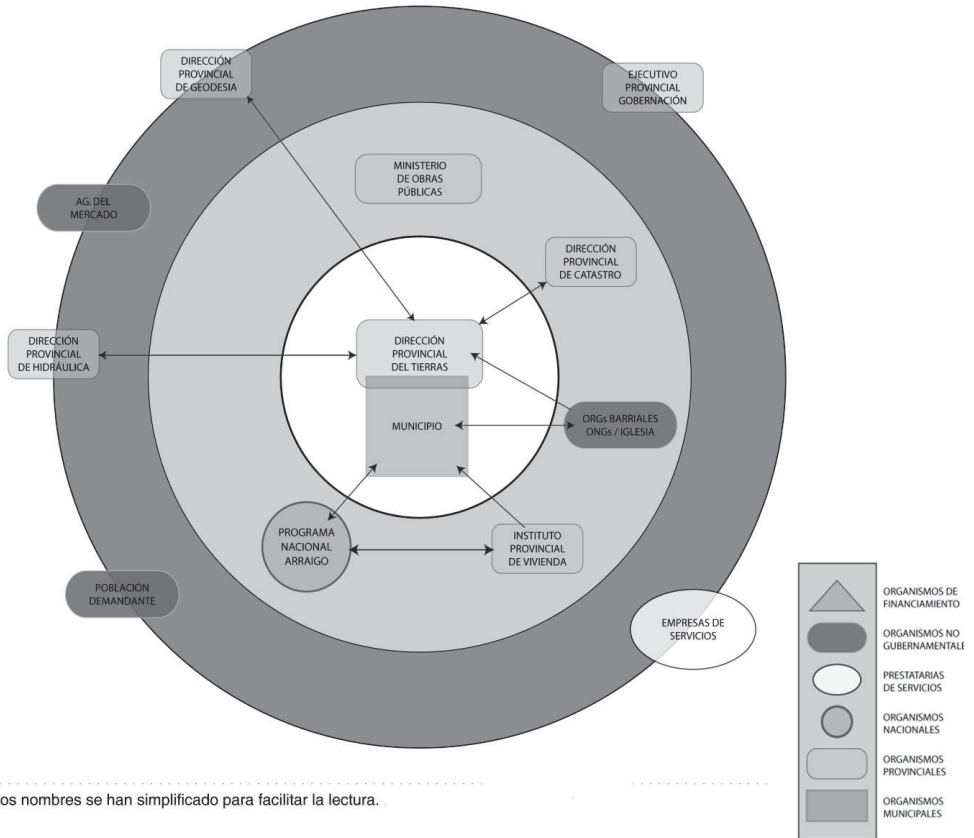 DIRECCIÓN
PROVINCIAL
DE GEODESIA
EJECUTIVO
PROVINCIAL
GOBERNACIÓN
MINISTERIO
DE OBRAS
PÚBLICAS
AG. DEL
MERCADO
DIRECCIÓN
PROVINCIAL
DE CATASTRO
DIRECCIÓN
PROVINCIAL
DE HIDRÁULICA
DIRECCIÓN
PROVINCIAL
DEL TIERRAS
MUNICIPIO
ORGs BARRIALES
ONGs / IGLESIA
PROGRAMA
NACIONAL
ARRAIGO
INSTITUTO
PROVINCIAL
DE VIVIENDA
POBLACIÓN
DEMANDANTE
EMPRESAS DE
SERVICIOS
ORGANISMOS DE
FINANCIAMIENTO
ORGANISMOS NO
GUBERNAMENTALE
PRESTATARIAS
DE SERVICIOS
ORGANISMOS
NACIONALES
ORGANISMOS
PROVINCIALES
ORGANISMOS
MUNICIPALES
os nombres se han simplificado para facilitar la lectura.